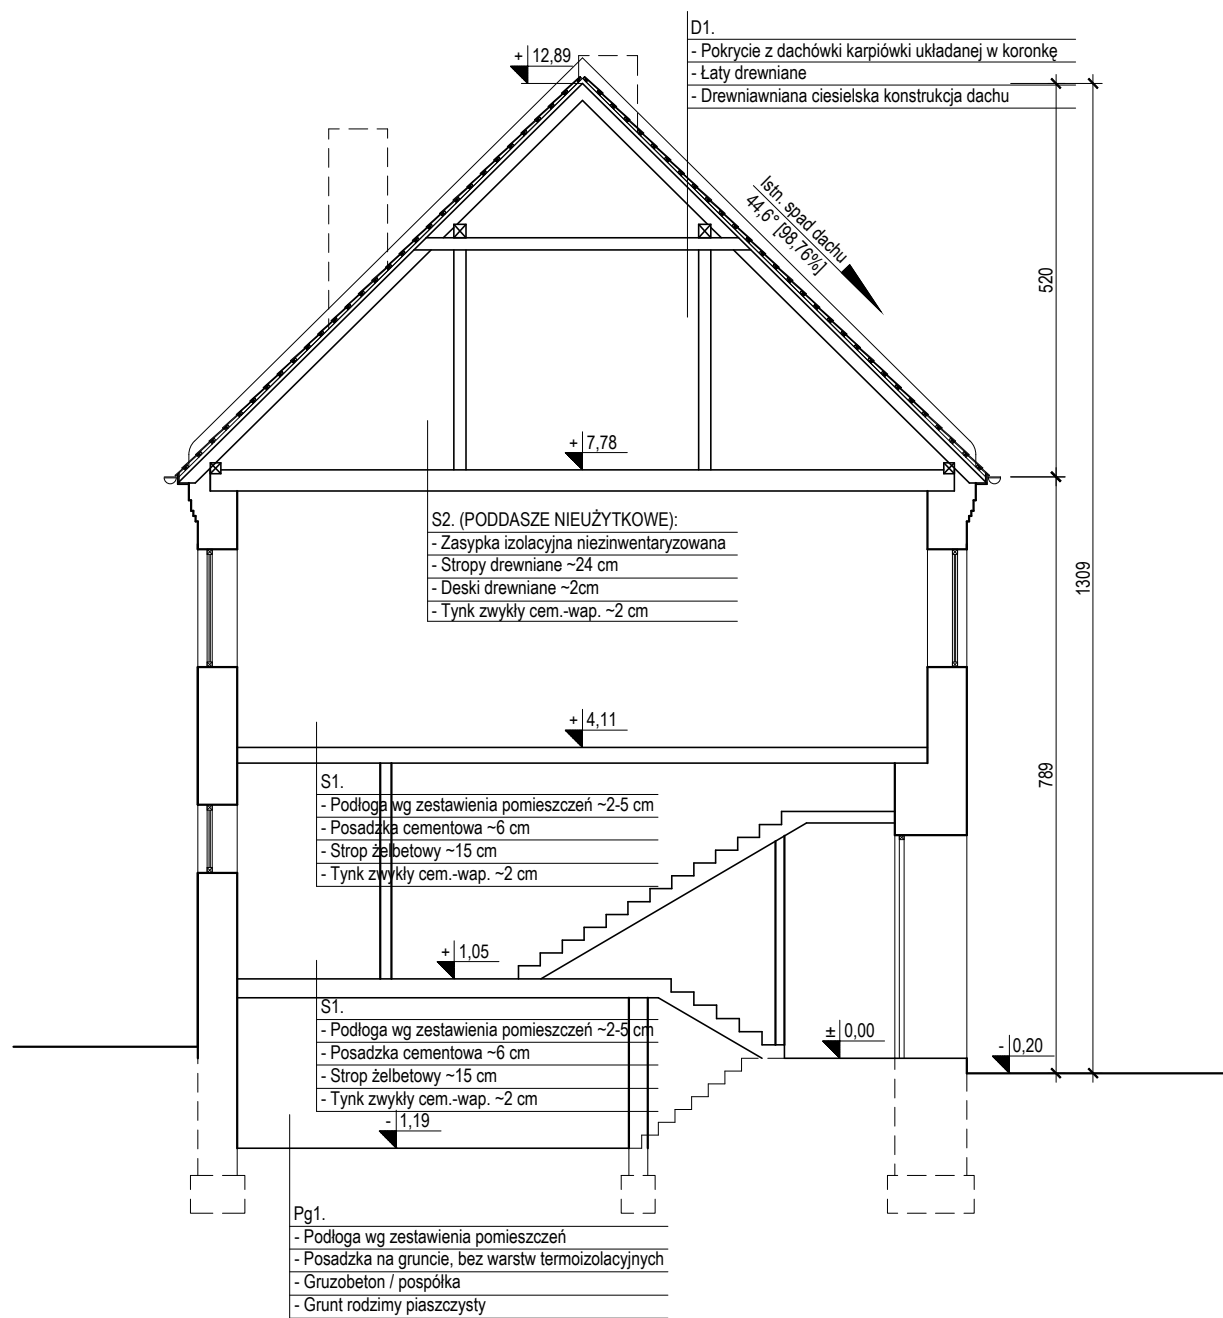 D1.
- Pokrycie z dachówki karpiówki układanej w koronkę
- Łaty drewniane
- Drewniawniana ciesielska konstrukcja dachu
+ 12,89
Istn. spad dachu
44,6° [98,76%]
520
+ 7,78
S2. (PODDASZE NIEUŻYTKOWE):
- Zasypka izolacyjna niezinwentaryzowana
- Stropy drewniane ~24 cm
- Deski drewniane ~2cm
- Tynk zwykły cem.-wap. ~2 cm
1309
+ 4,11
789
S1.
- Podłoga wg zestawienia pomieszczeń ~2-5 cm
- Posadzka cementowa ~6 cm
- Strop żelbetowy ~15 cm
- Tynk zwykły cem.-wap. ~2 cm
+ 1,05
S1.
- Podłoga wg zestawienia pomieszczeń ~2-5 cm
- Posadzka cementowa ~6 cm
- Strop żelbetowy ~15 cm
- Tynk zwykły cem.-wap. ~2 cm
± 0,00
- 0,20
- 1,19
Pg1.
- Podłoga wg zestawienia pomieszczeń
- Posadzka na gruncie, bez warstw termoizolacyjnych
- Gruzobeton / pospółka
- Grunt rodzimy piaszczysty